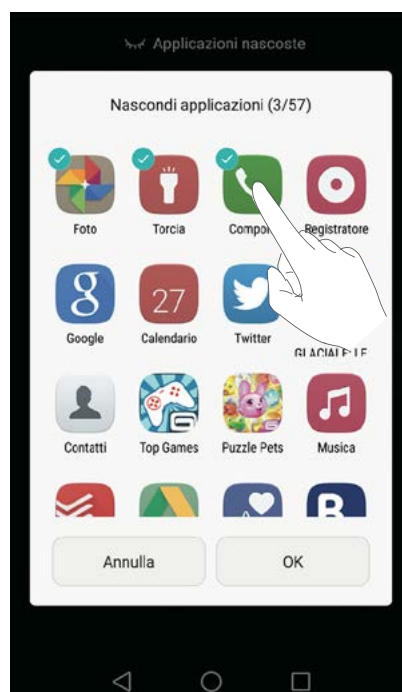 Applicazioni nascoste
Nascondi applicazioni (3/57)
Foto Torcia Registratore
Google Calendario Twitter
27
Contatti Top Games Puzzle Pets Musica
Annulla OK